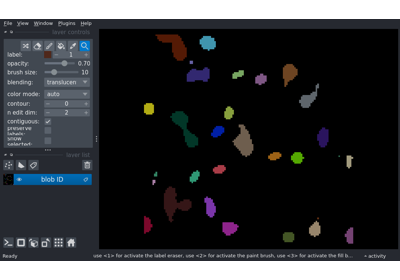 File View Window Plugins Help
layer controls
label: 1
opacity: 0.70
brush size: 10
blending: translucen
color mode: auto
contour: 0
n edit dim: 2
contiguous:
preserve labels:
show selected:
layer list
blob ID
Ready use <1> for activate the label eraser, use <2> for activate the paint brush, use <3> for activate the fill b... activity